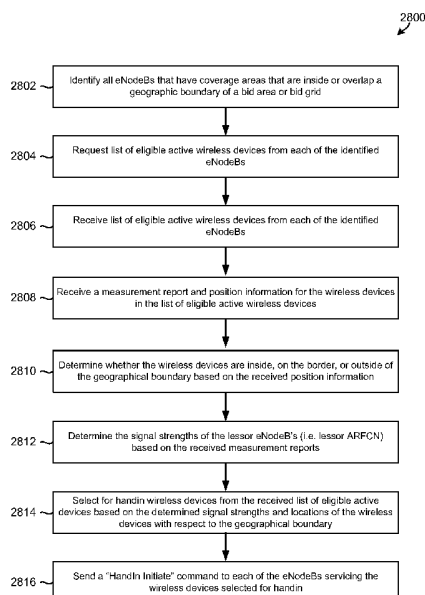 2800
2802
Identify all eNodeBs that have coverage areas that are inside or overlap a
geographic boundary of a bid area or bid grid
2804
Request list of eligible active wireless devices from each of the identified
eNodeBs
2806
Receive list of eligible active wireless devices from each of the identified
eNodeBs
2808
Receive a measurement report and position information for the wireless devices
in the list of eligible active wireless devices
2810
Determine whether the wireless devices are inside, on the border, or outside of
the geographical boundary based on the received position information
2812
Determine the signal strengths of the lessor eNodeB's (i.e. lessor ARFCN)
based on the received measurement reports
2814
Select for handin wireless devices from the received list of eligible active
devices based on the determined signal strengths and locations of the wireless
devices with respect to the geographical boundary
2816
Send a "HandIn Initiate" command to each of the eNodeBs servicing the
wireless devices selected for handin